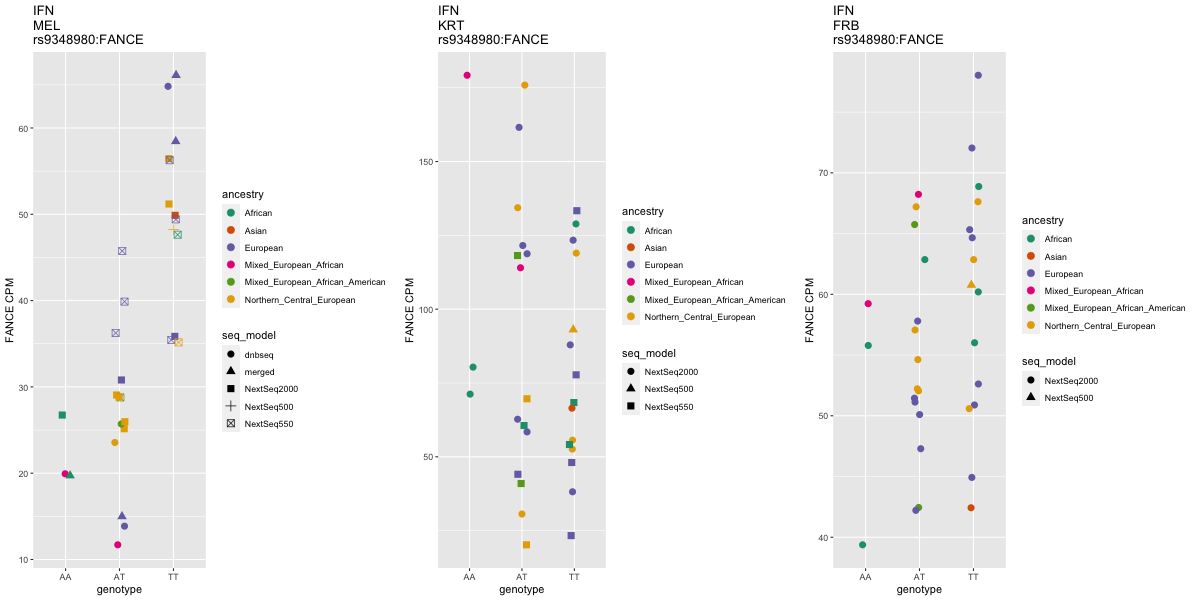 IFN
MEL
rs9348980:FANCE
FANCE CPM
60
50
40
30
20
10
AA
AT
TT
genotype
ancestry
African
Asian
European
Mixed_European_African
Mixed_European_African_American
Northern_Central_European
seq_model
dnbseq
merged
NextSeq2000
NextSeq500
NextSeq550
IFN
KRT
rs9348980:FANCE
FANCE CPM
150
100
50
AA
AT
TT
genotype
ancestry
African
Asian
European
Mixed_European_African
Mixed_European_African_American
Northern_Central_European
seq_model
NextSeq2000
NextSeq500
NextSeq550
IFN
FRB
rs9348980:FANCE
FANCE CPM
70
60
50
40
AA
AT
TT
genotype
ancestry
African
Asian
European
Mixed_European_African
Mixed_European_African_American
Northern_Central_European
seq_model
NextSeq2000
NextSeq500